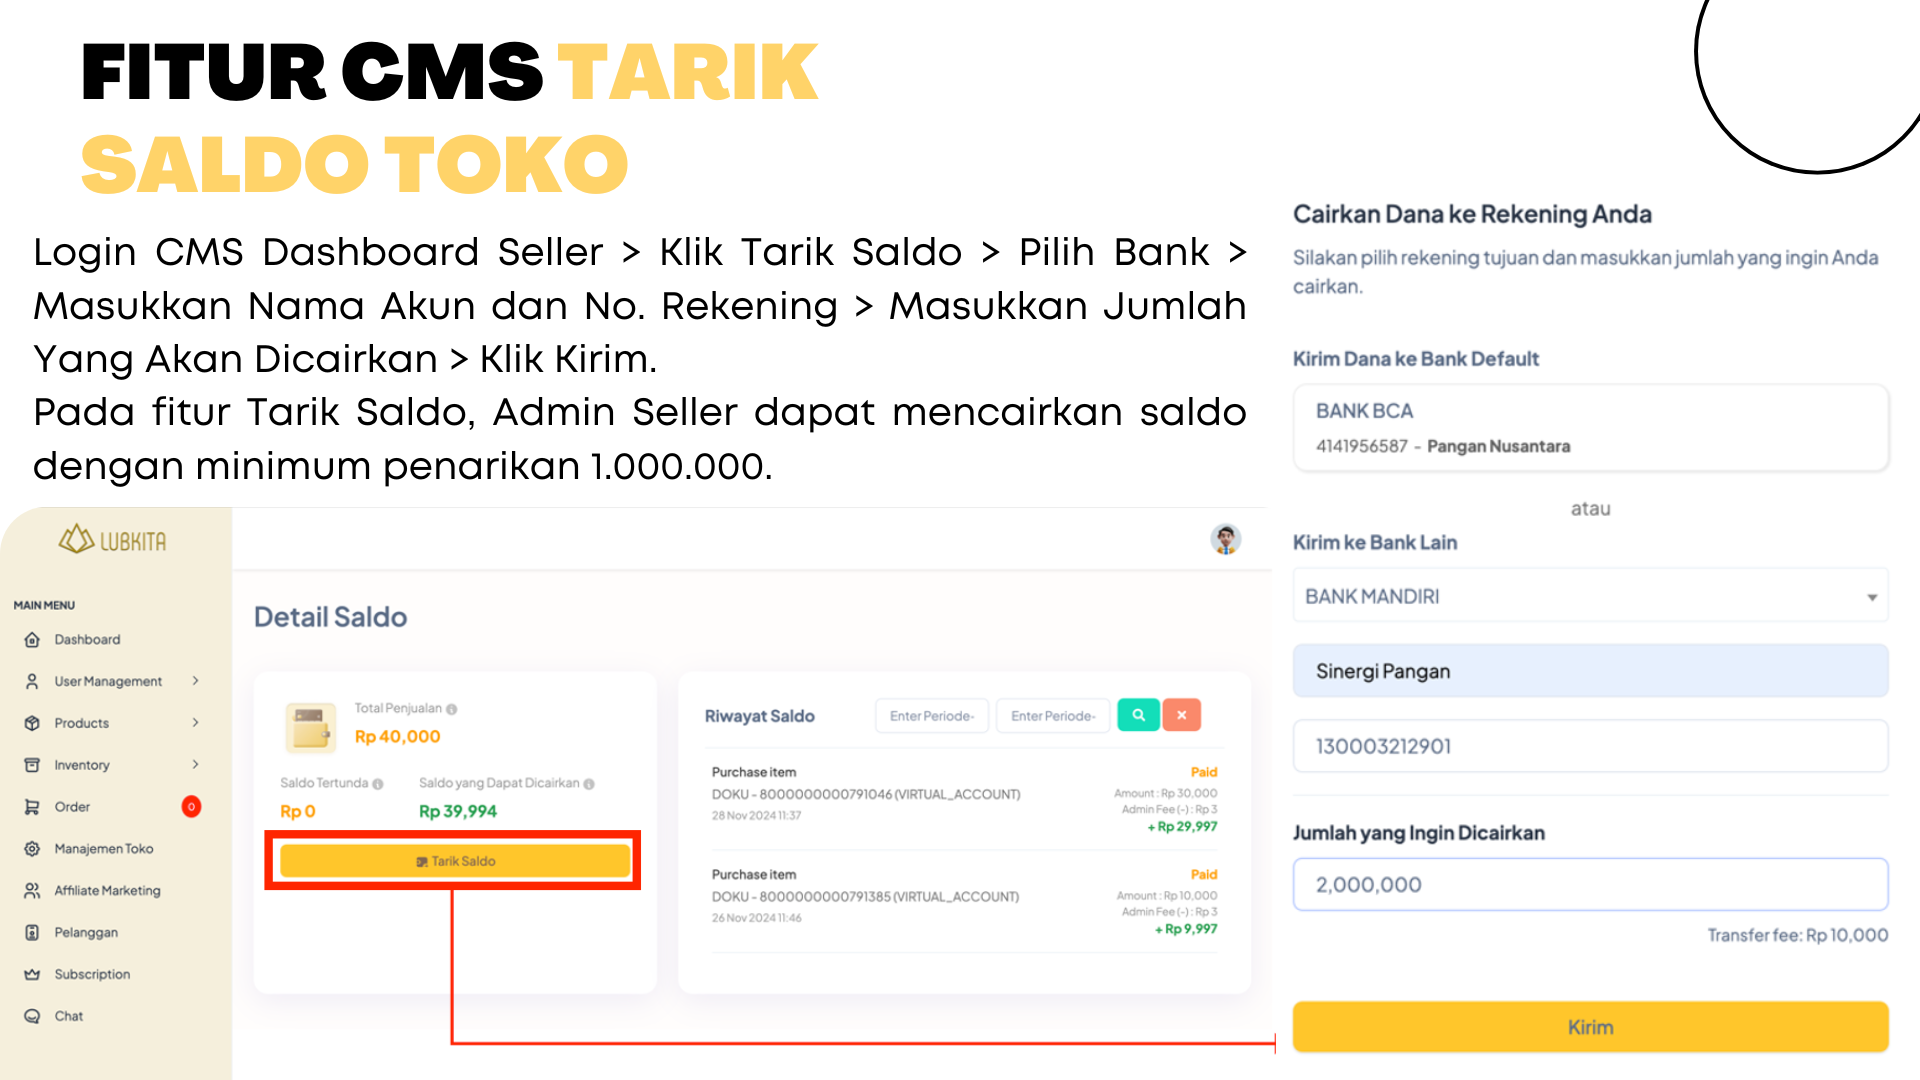 FITUR CMS TARIK
SALDO TOKO
Login CMS Dashboard Seller > Klik Tarik Saldo > Pilih Bank >
Masukkan Nama Akun dan No. Rekening > Masukkan Jumlah
Yang Akan Dicairkan > Klik Kirim.
Pada fitur Tarik Saldo, Admin Seller dapat mencairkan saldo
dengan minimum penarikan 1.000.000.
LUBKITA
MAIN MENU
Dashboard
User Management
Products
Inventory
Order 0
Manajemen Toko
Affiliate Marketing
Pelanggan
Subscription
Chat
Detail Saldo
Total Penjualan
Rp 40,000
Saldo Tertunda Saldo yang Dapat Dicairkan
Rp 0 Rp 39,994
Tarik Saldo
Riwayat Saldo Enter Periode- Enter Periode-
Purchase item Paid
DOKU - 8000000000791046 (VIRTUAL_ACCOUNT) Amount : Rp 30,000
28 Nov 2024 11:37 Admin Fee (-) : Rp 3
+ Rp 29,997
Purchase item Paid
DOKU - 8000000000791385 (VIRTUAL_ACCOUNT) Amount : Rp 10,000
26 Nov 2024 11:46 Admin Fee (-) : Rp 3
+ Rp 9,997
Cairkan Dana ke Rekening Anda
Silakan pilih rekening tujuan dan masukkan jumlah yang ingin Anda
cairkan.
Kirim Dana ke Bank Default
BANK BCA
4141956587 - Pangan Nusantara
atau
Kirim ke Bank Lain
BANK MANDIRI
Sinergi Pangan
130003212901
Jumlah yang Ingin Dicairkan
2,000,000
Transfer fee: Rp 10,000
Kirim